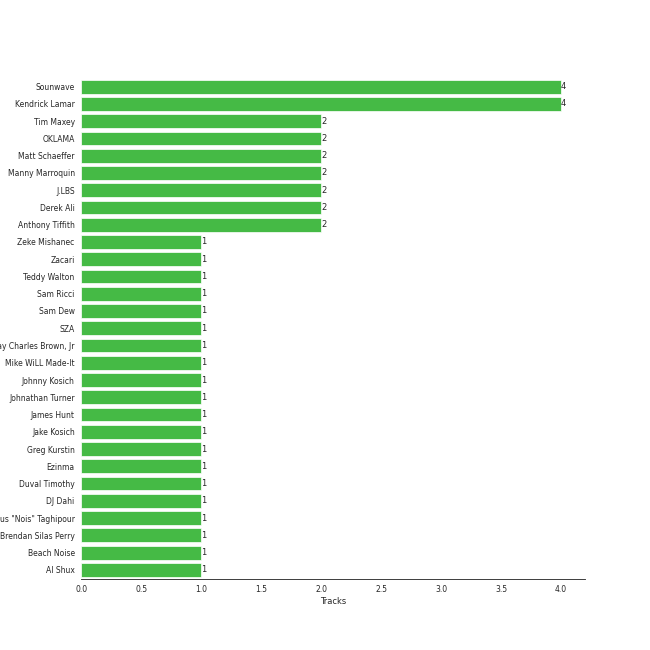 Sounwave 4
Kendrick Lamar 4
Tim Maxey 2
OKLAMA 2
Matt Schaeffer 2
Manny Marroquin 2
J.LBS 2
Derek Ali 2
Anthony Tiffith 2
Zeke Mishanec 1
Zacari 1
Teddy Walton 1
Sam Ricci 1
Sam Dew 1
SZA 1
Charles Brown, Jr 1
Mike WiLL Made-It 1
Johnny Kosich 1
Johnathan Turner 1
James Hunt 1
Jake Kosich 1
Greg Kurstin 1
Ezinma 1
Duval Timothy 1
DJ Dahi 1
"Nois" Taghipour 1
Brendan Silas Perry 1
Beach Noise 1
Al Shux 1
0.0 0.5 1.0 1.5 2.0 2.5 3.0 3.5 4.0
Tracks